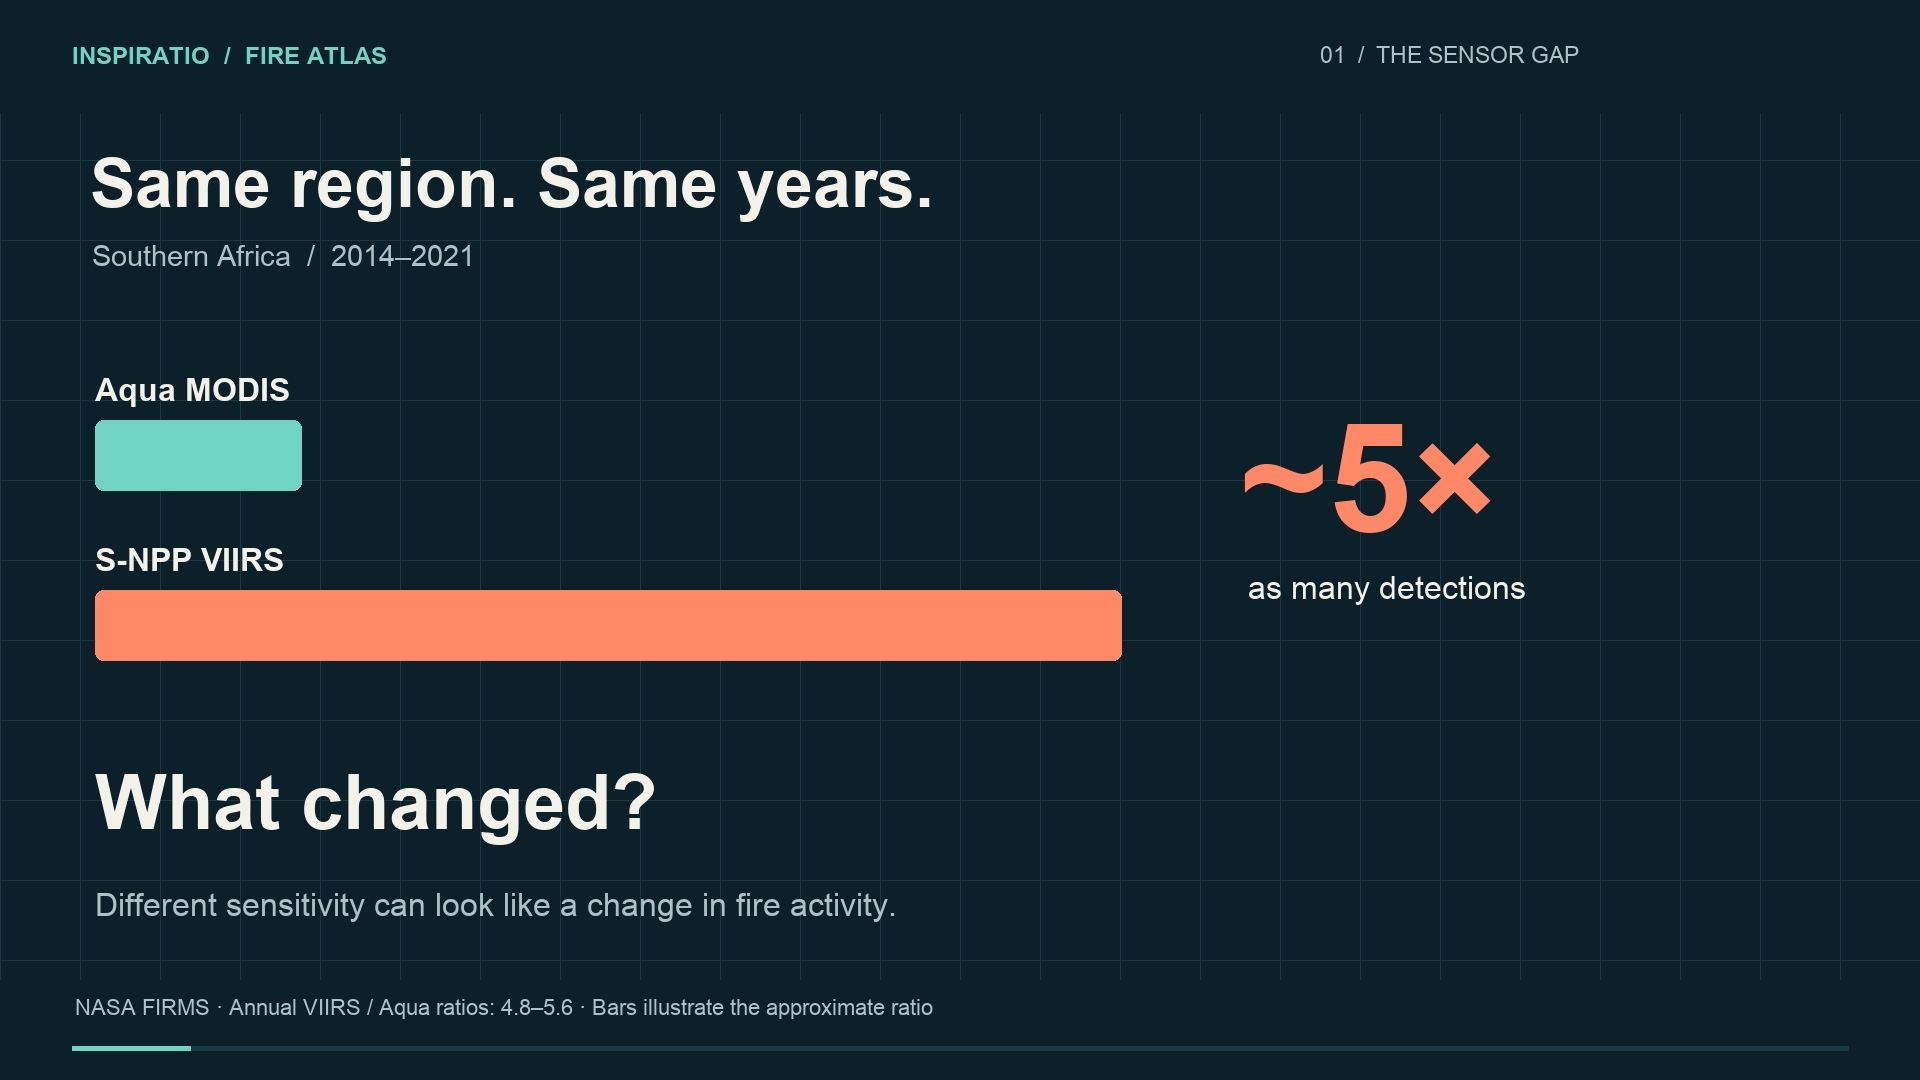 INSPIRATIO / FIRE ATLAS
01 / THE SENSOR GAP
Same region. Same years.
Southern Africa / 2014–2021
Aqua MODIS
S-NPP VIIRS
~5×
as many detections
What changed?
Different sensitivity can look like a change in fire activity.
NASA FIRMS · Annual VIIRS / Aqua ratios: 4.8–5.6 · Bars illustrate the approximate ratio